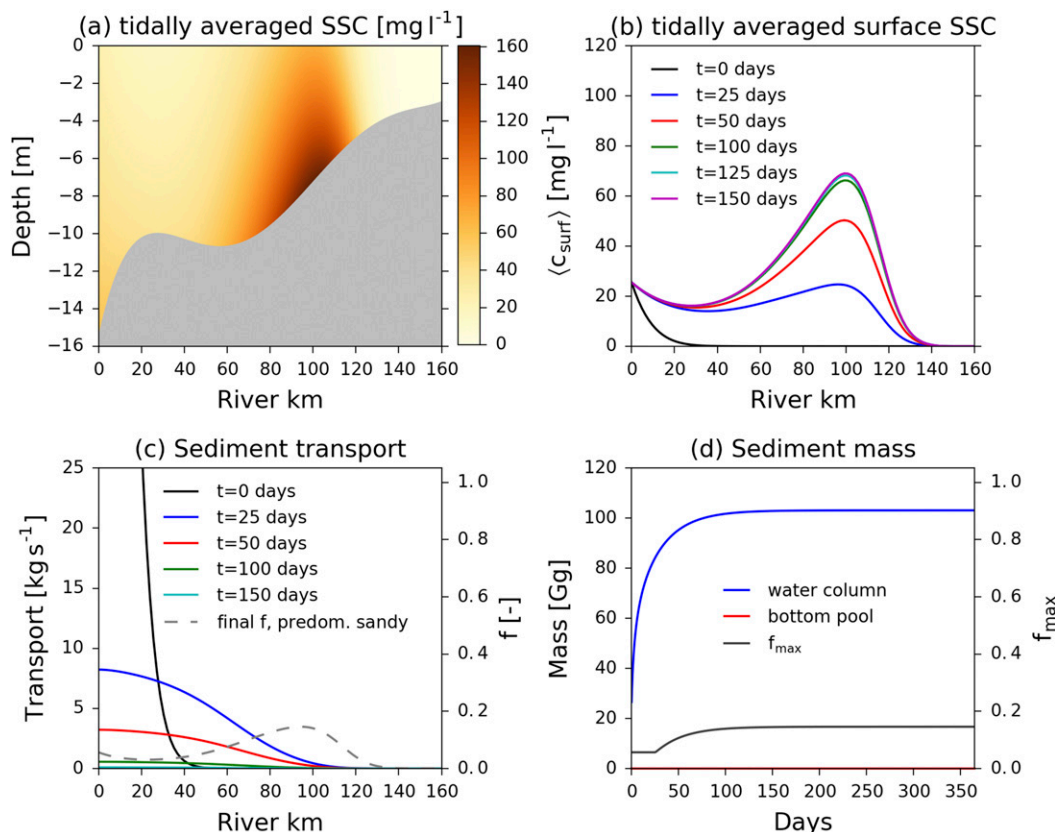 (a) tidally averaged SSC [mg l⁻¹]
0
−2
−4
−6
−8
−10
−12
−14
−16
Depth [m]
0 20 40 60 80 100 120 140 160
River km
160
140
120
100
80
60
40
20
0
(b) tidally averaged surface SSC
120
100
80
60
40
20
0
⟨c_surf⟩ [mg l⁻¹]
t=0 days
t=25 days
t=50 days
t=100 days
t=125 days
t=150 days
0 20 40 60 80 100 120 140 160
River km
(c) Sediment transport
25
20
15
10
5
0
Transport [kg s⁻¹]
t=0 days
t=25 days
t=50 days
t=100 days
t=150 days
final f, predom. sandy
1.0
0.8
0.6
0.4
0.2
0.0
f [-]
0 20 40 60 80 100 120 140 160
River km
(d) Sediment mass
120
100
80
60
40
20
0
Mass [Gg]
water column
bottom pool
f_max
1.0
0.8
0.6
0.4
0.2
0.0
f_max
0 50 100 150 200 250 300 350
Days